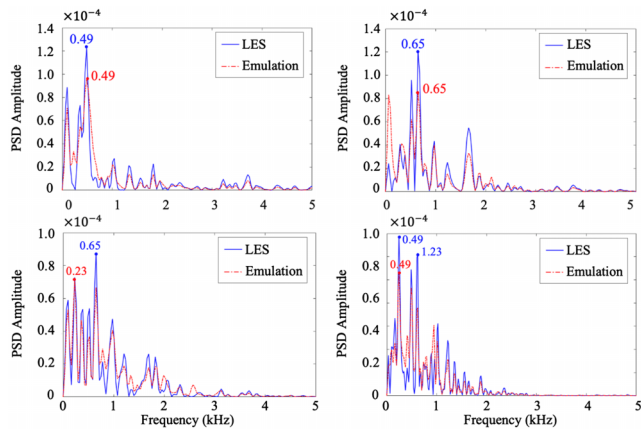 ×10⁻⁴
1.4
1.2
1.0
0.8
0.6
0.4
0.2
0
PSD Amplitude
0.49
0.49
LES
Emulation
0 1 2 3 4 5
×10⁻⁴
1.4
1.2
1.0
0.8
0.6
0.4
0.2
0
PSD Amplitude
0.65
0.65
LES
Emulation
0 1 2 3 4 5
×10⁻⁴
1.0
0.8
0.6
0.4
0.2
0
PSD Amplitude
0.65
0.23
LES
Emulation
0 1 2 3 4 5
Frequency (kHz)
×10⁻⁴
1.0
0.8
0.6
0.4
0.2
0
PSD Amplitude
0.49
1.23
0.49
LES
Emulation
0 1 2 3 4 5
Frequency (kHz)